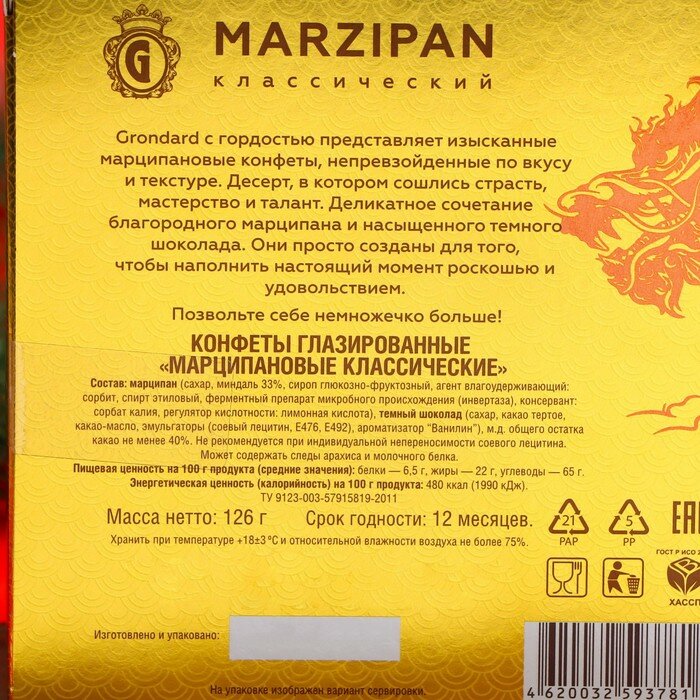 G
MARZIPAN
классический
Grondard с гордостью представляет изысканные
марципановые конфеты, непревзойденные по вкусу
и текстуре. Десерт, в котором сошлись страсть,
мастерство и талант. Деликатное сочетание
благородного марципана и насыщенного темного
шоколада. Они просто созданы для того,
чтобы наполнить настоящий момент роскошью и
удовольствием.
Позвольте себе немножечко больше!
КОНФЕТЫ ГЛАЗИРОВАННЫЕ
«МАРЦИПАНОВЫЕ КЛАССИЧЕСКИЕ»
Состав: марципан (сахар, миндаль 33%, сироп глюкозно-фруктозный, агент влагоудерживающий:
сорбит, спирт этиловый, ферментный препарат микробного происхождения (инвертаза), консервант:
сорбат калия, регулятор кислотности: лимонная кислота), темный шоколад (сахар, какао тертое,
какао-масло, эмульгаторы (соевый лецитин, Е476, Е492), ароматизатор "Ванилин"), м.д. общего остатка
какао не менее 40%. Не рекомендуется при индивидуальной непереносимости соевого лецитина.
Может содержать следы арахиса и молочного белка.
Пищевая ценность на 100 г продукта (средние значения): белки — 6,5 г, жиры — 22 г, углеводы — 65 г.
Энергетическая ценность (калорийность) на 100 г продукта: 480 ккал (1990 кДж).
ТУ 9123-003-57915819-2011
Масса нетто: 126 г Срок годности: 12 месяцев.
Хранить при температуре +18±3 °С и относительной влажности воздуха не более 75%.
21
PAP
5
PP
ЕАС
ГОСТ Р ИСО
ХАССП
Изготовлено и упаковано:
4 620032 593781
На упаковке изображен вариант сервировки.